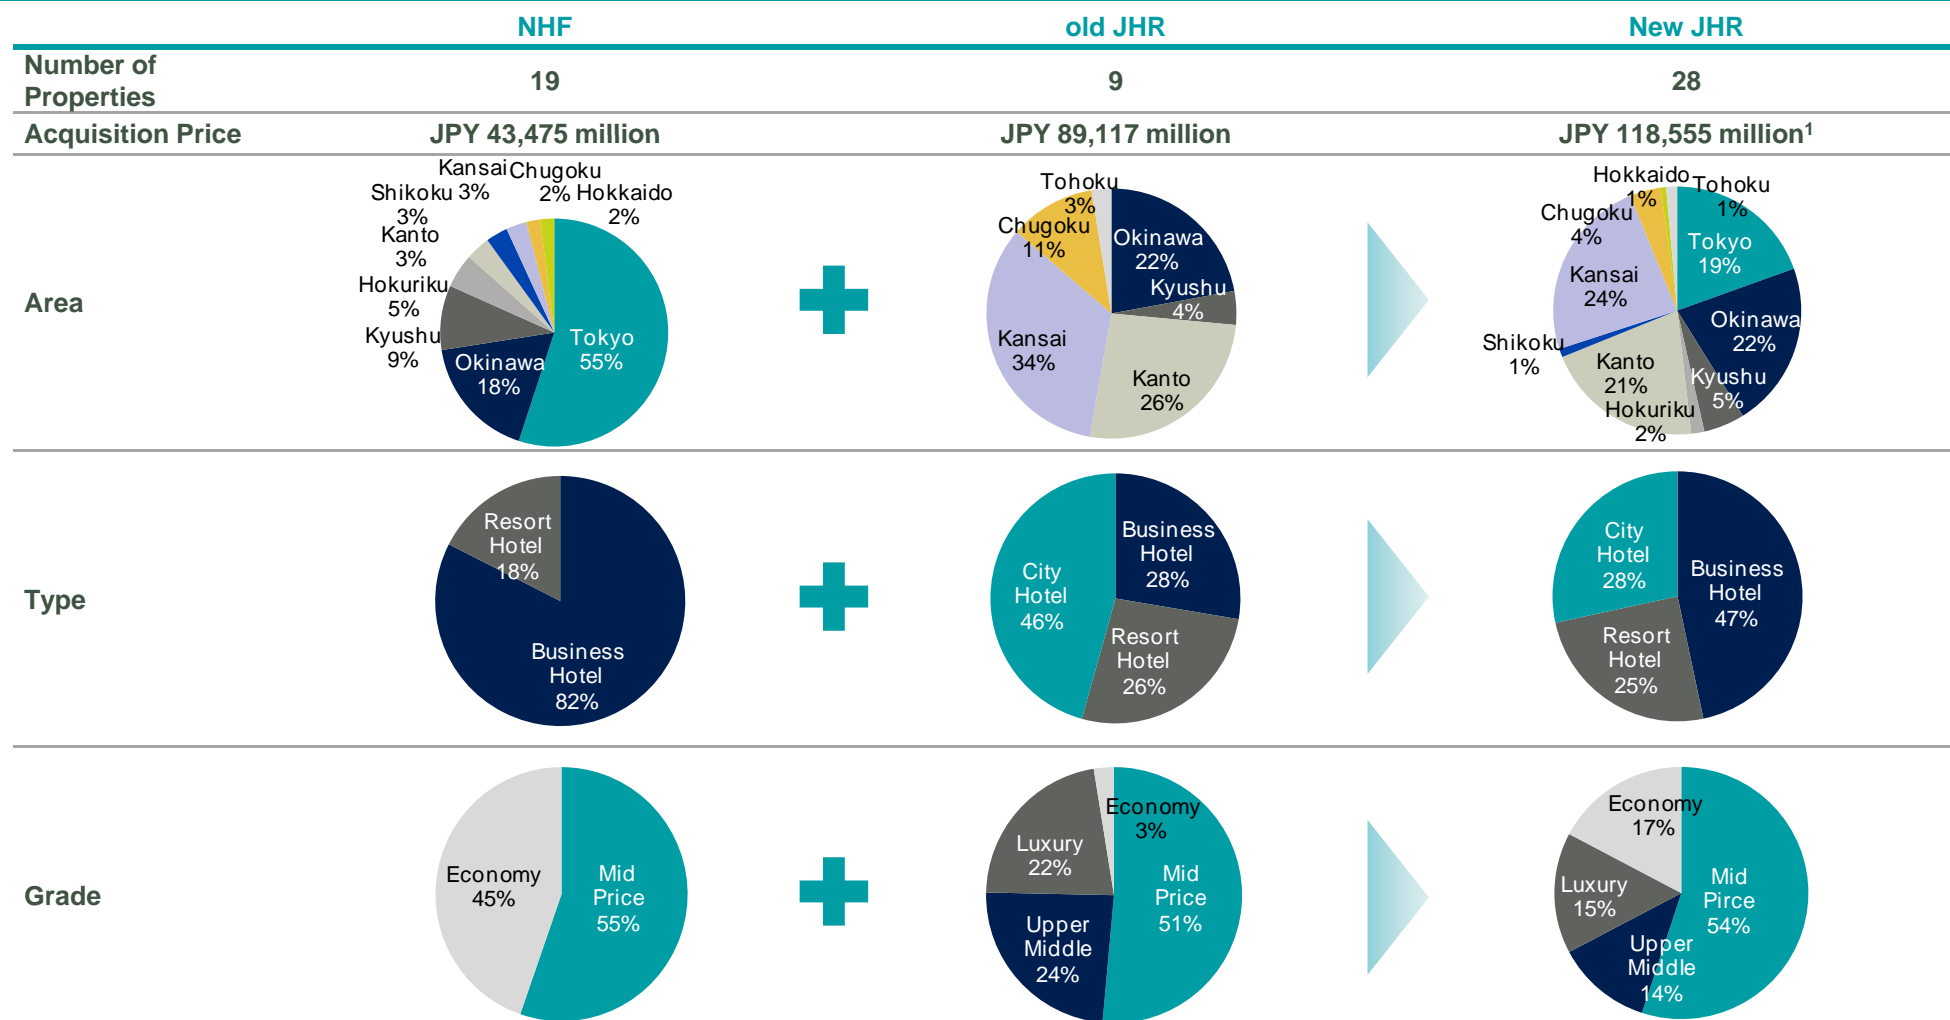 NHF
old JHR
New JHR
Number of
Properties
19
9
28
Acquisition Price
JPY 43,475 million
JPY 89,117 million
JPY 118,555 million¹
Area
Kansai
3%
Chugoku
2%
Hokkaido
2%
Shikoku
3%
Kanto
3%
Hokuriku
5%
Kyushu
9%
Okinawa
18%
Tokyo
55%
Tohoku
3%
Chugoku
11%
Okinawa
22%
Kyushu
4%
Kansai
34%
Kanto
26%
Hokkaido
1%
Tohoku
1%
Chugoku
4%
Tokyo
19%
Kansai
24%
Okinawa
22%
Shikoku
1%
Kanto
21%
Kyushu
5%
Hokuriku
2%
Type
Resort
Hotel
18%
Business
Hotel
82%
City
Hotel
46%
Business
Hotel
28%
Resort
Hotel
26%
City
Hotel
28%
Business
Hotel
47%
Resort
Hotel
25%
Grade
Economy
45%
Mid
Price
55%
Economy
3%
Luxury
22%
Mid
Price
51%
Upper
Middle
24%
Economy
17%
Luxury
15%
Mid
Pirce
54%
Upper
Middle
14%